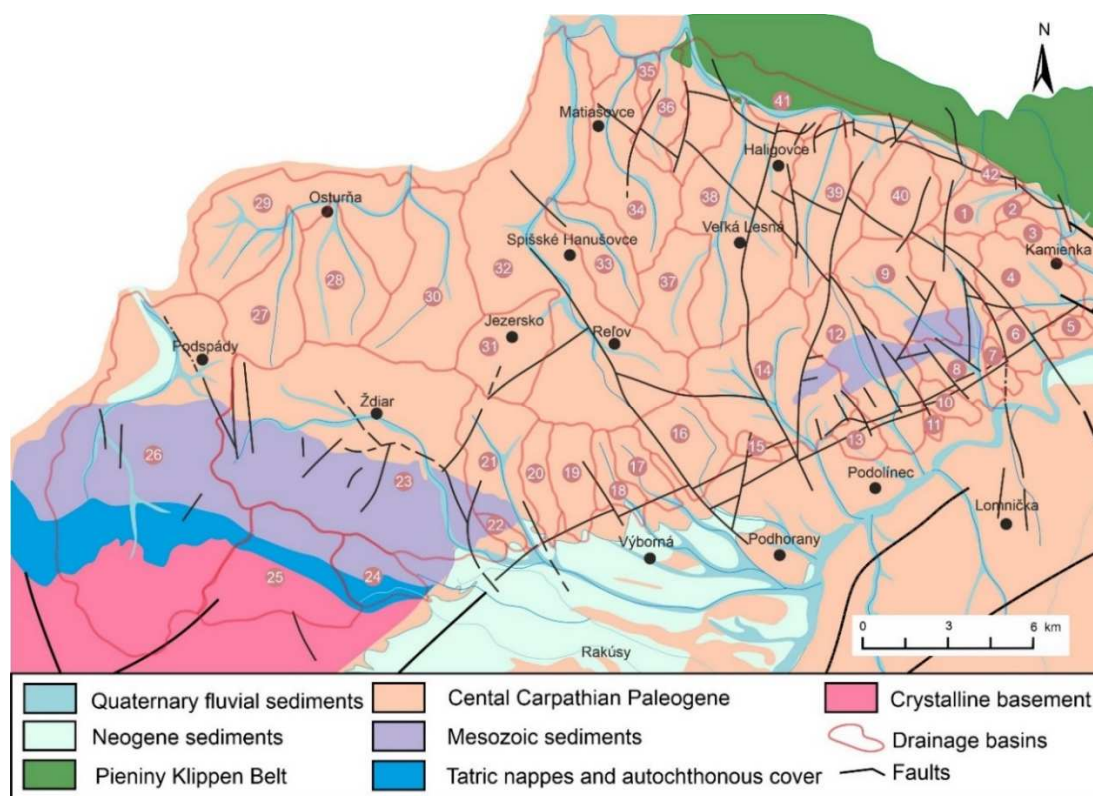 N
35
41
36
Matiašovce
Haligovce
42
29
Osturňa
34
38
39
40
1
2
3
Kamienka
Veľká Lesná
Spišské Hanušovce
32
33
28
30
37
9
4
27
Jezersko
31
Reľov
12
6
5
Podspády
7
14
8
Ždiar
10
11
16
15
13
26
23
21
20
19
17
18
Podolínec
Lomnička
22
Výborná
Podhorany
25
24
Rakúsy
0 3 6 km
Quaternary fluvial sediments
Neogene sediments
Pieniny Klippen Belt
Cental Carpathian Paleogene
Mesozoic sediments
Tatric nappes and autochthonous cover
Crystalline basement
Drainage basins
Faults